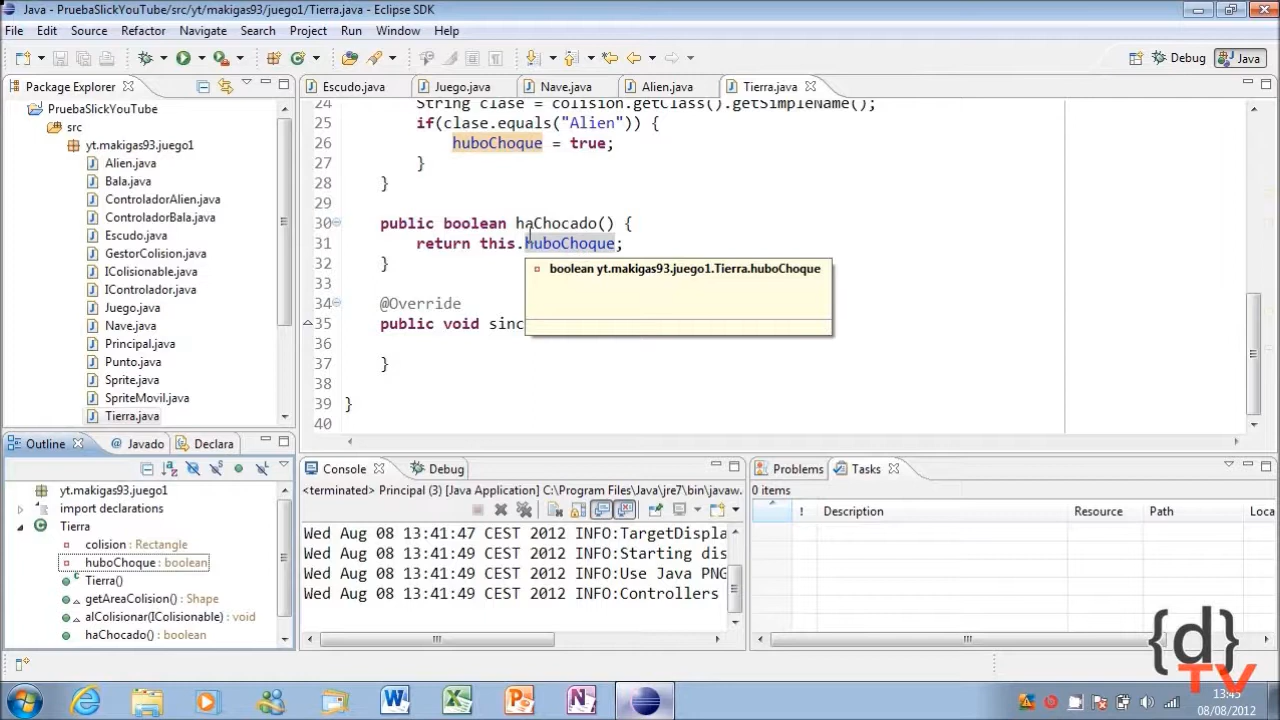 Java - PruebaSlickYouTube/src/yt/makigas93/juego1/Tierra.java - Eclipse SDK
File Edit Source Refactor Navigate Search Project Run Window Help
Debug Java
Package Explorer
PruebaSlickYouTube
src
yt.makigas93.juego1
Alien.java
Bala.java
ControladorAlien.java
ControladorBala.java
Escudo.java
GestorColision.java
IColisionable.java
IControlador.java
Juego.java
Nave.java
Principal.java
Punto.java
Sprite.java
SpriteMovil.java
Tierra.java
Escudo.java Juego.java Nave.java Alien.java Tierra.java
24 String clase = colision.getClass().getSimpleName();
25 if(clase.equals("Alien")) {
26 huboChoque = true;
27 }
28 }
29
30 public boolean haChocado() {
31 return this.huboChoque;
32 }
33
34 @Override
35 public void sinc
36
37 }
38
39 }
40
boolean yt.makigas93.juego1.Tierra.huboChoque
Outline Javado Declara
yt.makigas93.juego1
import declarations
Tierra
colision : Rectangle
huboChoque : boolean
Tierra()
getAreaColision() : Shape
alColisionar(IColisionable) : void
haChocado() : boolean
Console Debug
<terminated> Principal (3) [Java Application] C:\Program Files\Java\jre7\bin\javaw.
Wed Aug 08 13:41:47 CEST 2012 INFO:TargetDispla
Wed Aug 08 13:41:49 CEST 2012 INFO:Starting dis
Wed Aug 08 13:41:49 CEST 2012 INFO:Use Java PNG
Wed Aug 08 13:41:49 CEST 2012 INFO:Controllers
Problems Tasks
0 items
! Description Resource Path Loca
{d}
TV
13:45
08/08/2012